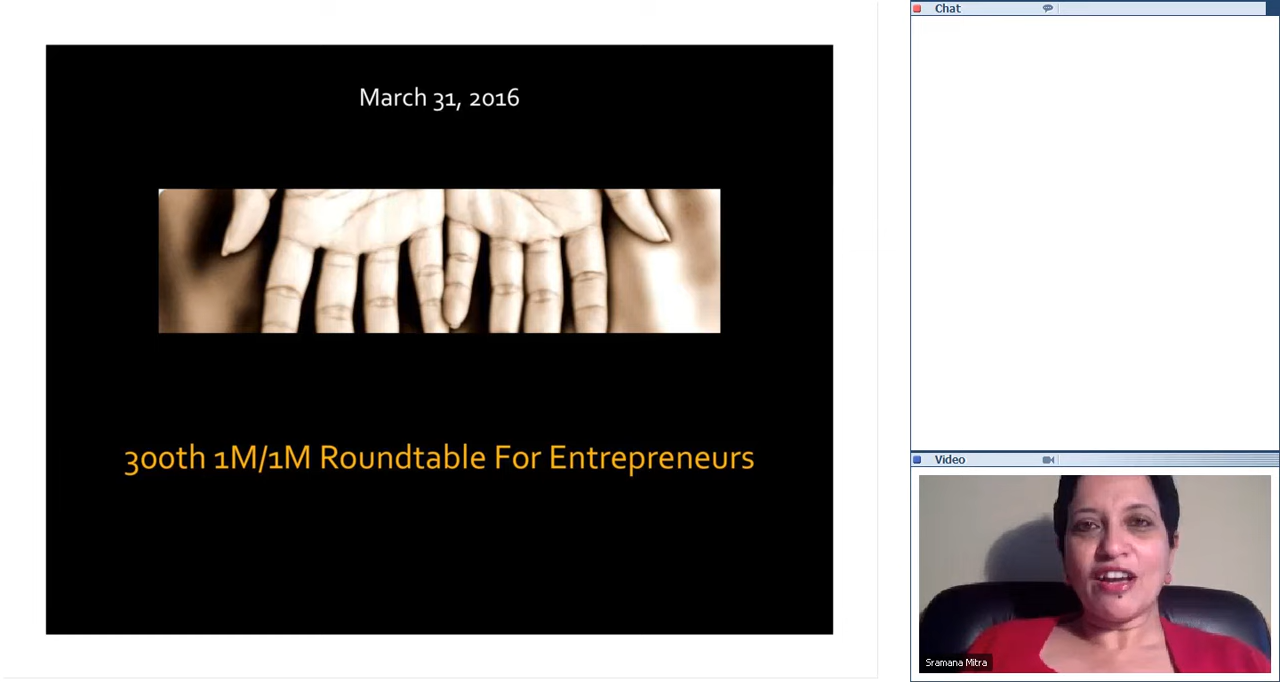 March 31, 2016
300th 1M/1M Roundtable For Entrepreneurs
Chat
Video
Sramana Mitra